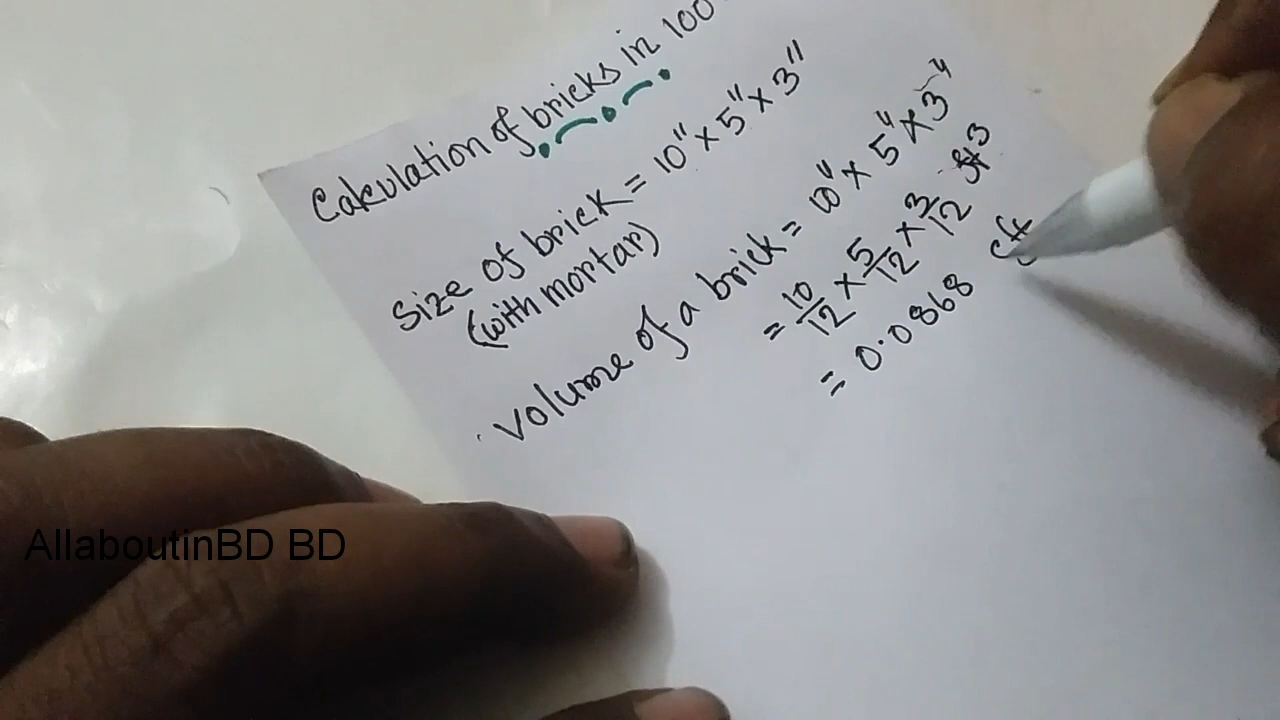 Calculation of bricks in 100
Size of brick = 10" × 5" × 3"
(with mortar)
Volume of a brick = 10" × 5" × 3"
= 10/12 × 5/12 × 3/12 ft3
= 0.0868 cft
AllaboutinBD BD